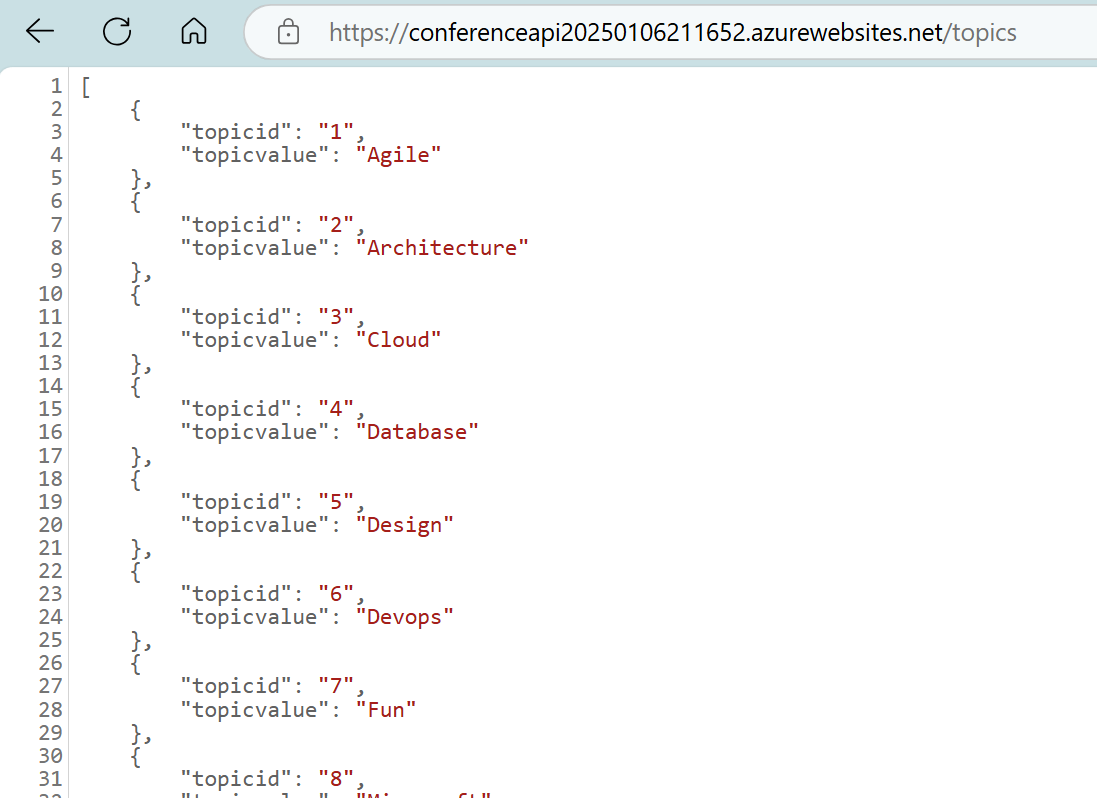 https://conferenceapi20250106211652.azurewebsites.net/topics
1 [
2 {
3 "topicid": "1",
4 "topicvalue": "Agile"
5 },
6 {
7 "topicid": "2",
8 "topicvalue": "Architecture"
9 },
10 {
11 "topicid": "3",
12 "topicvalue": "Cloud"
13 },
14 {
15 "topicid": "4",
16 "topicvalue": "Database"
17 },
18 {
19 "topicid": "5",
20 "topicvalue": "Design"
21 },
22 {
23 "topicid": "6",
24 "topicvalue": "Devops"
25 },
26 {
27 "topicid": "7",
28 "topicvalue": "Fun"
29 },
30 {
31 "topicid": "8",